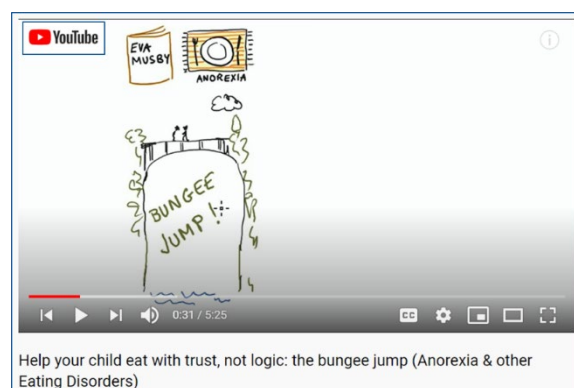 YouTube
EVA
MUSBY
ANOREXIA
BUNGEE
JUMP!
0:31 / 5:25
CC
Help your child eat with trust, not logic: the bungee jump (Anorexia & other
Eating Disorders)